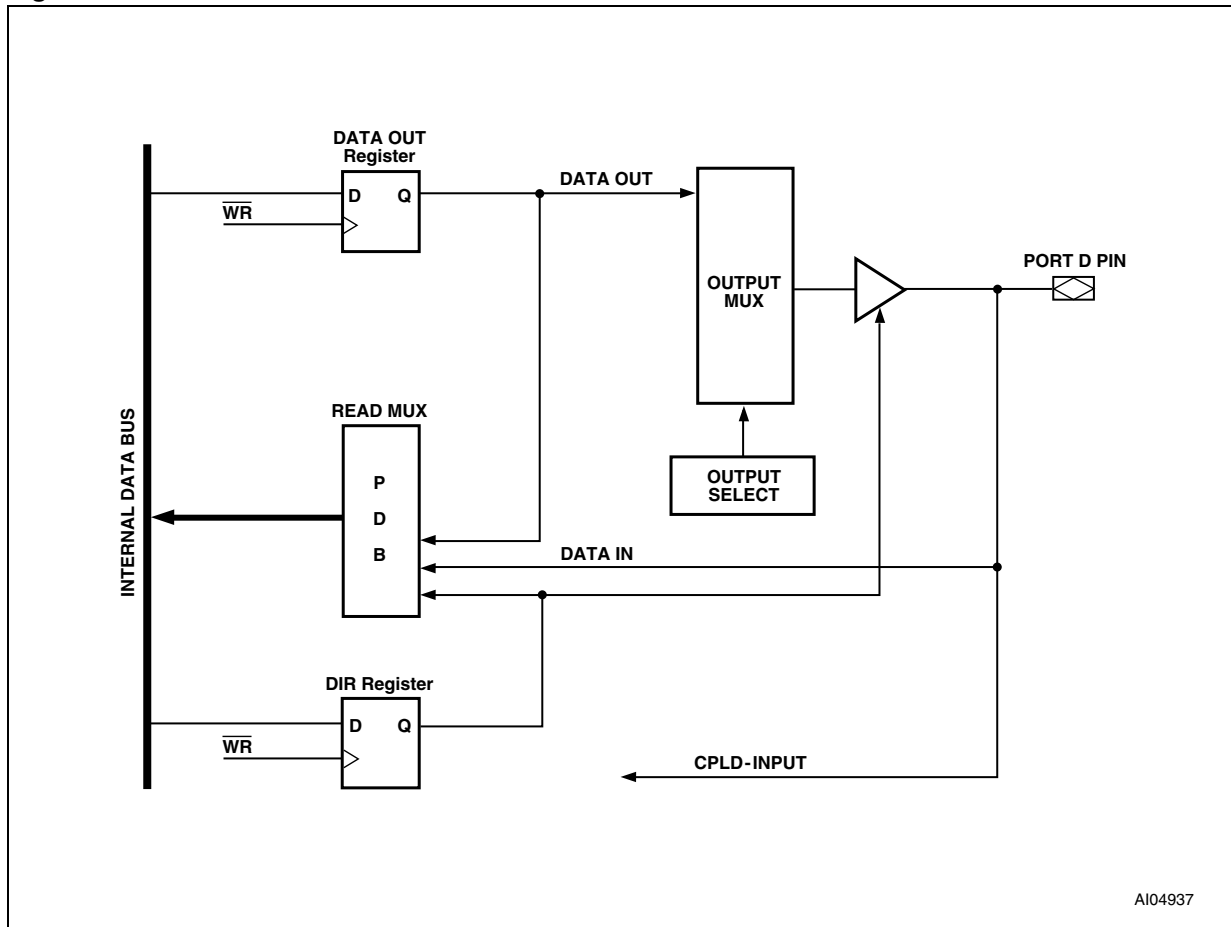 DATA OUT
Register
D Q
WR
DATA OUT
OUTPUT
MUX
PORT D PIN
READ MUX
P
D
B
OUTPUT
SELECT
DATA IN
INTERNAL DATA BUS
DIR Register
D Q
WR
CPLD-INPUT
AI04937